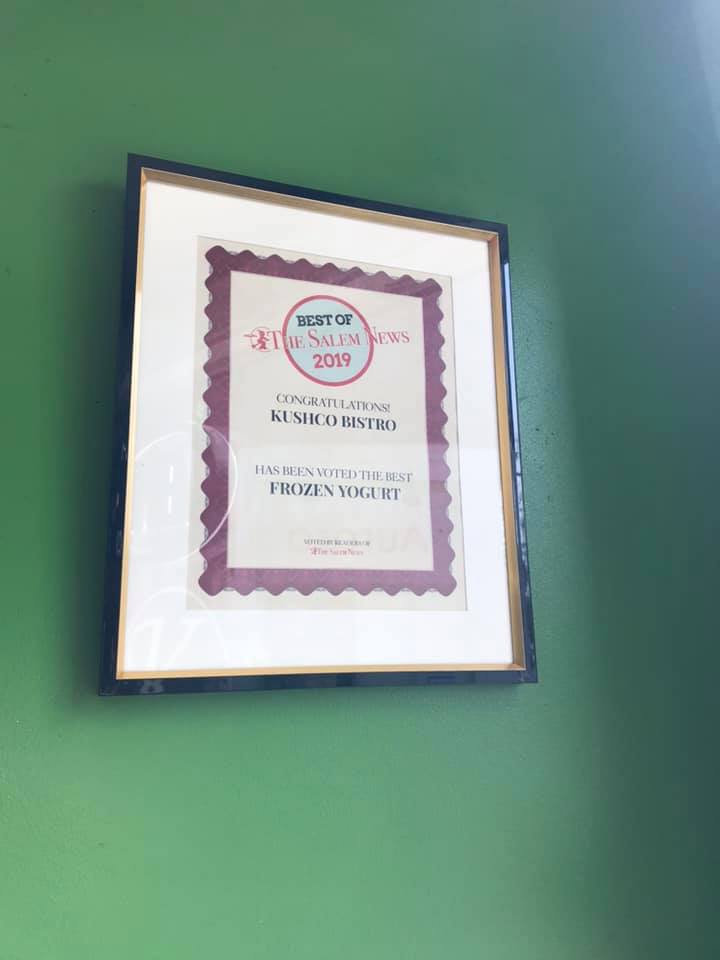 BEST OF
THE SALEM NEWS
2019
CONGRATULATIONS!
KUSHCO BISTRO
HAS BEEN VOTED THE BEST
FROZEN YOGURT
VOTED BY READERS OF
THE SALEM NEWS